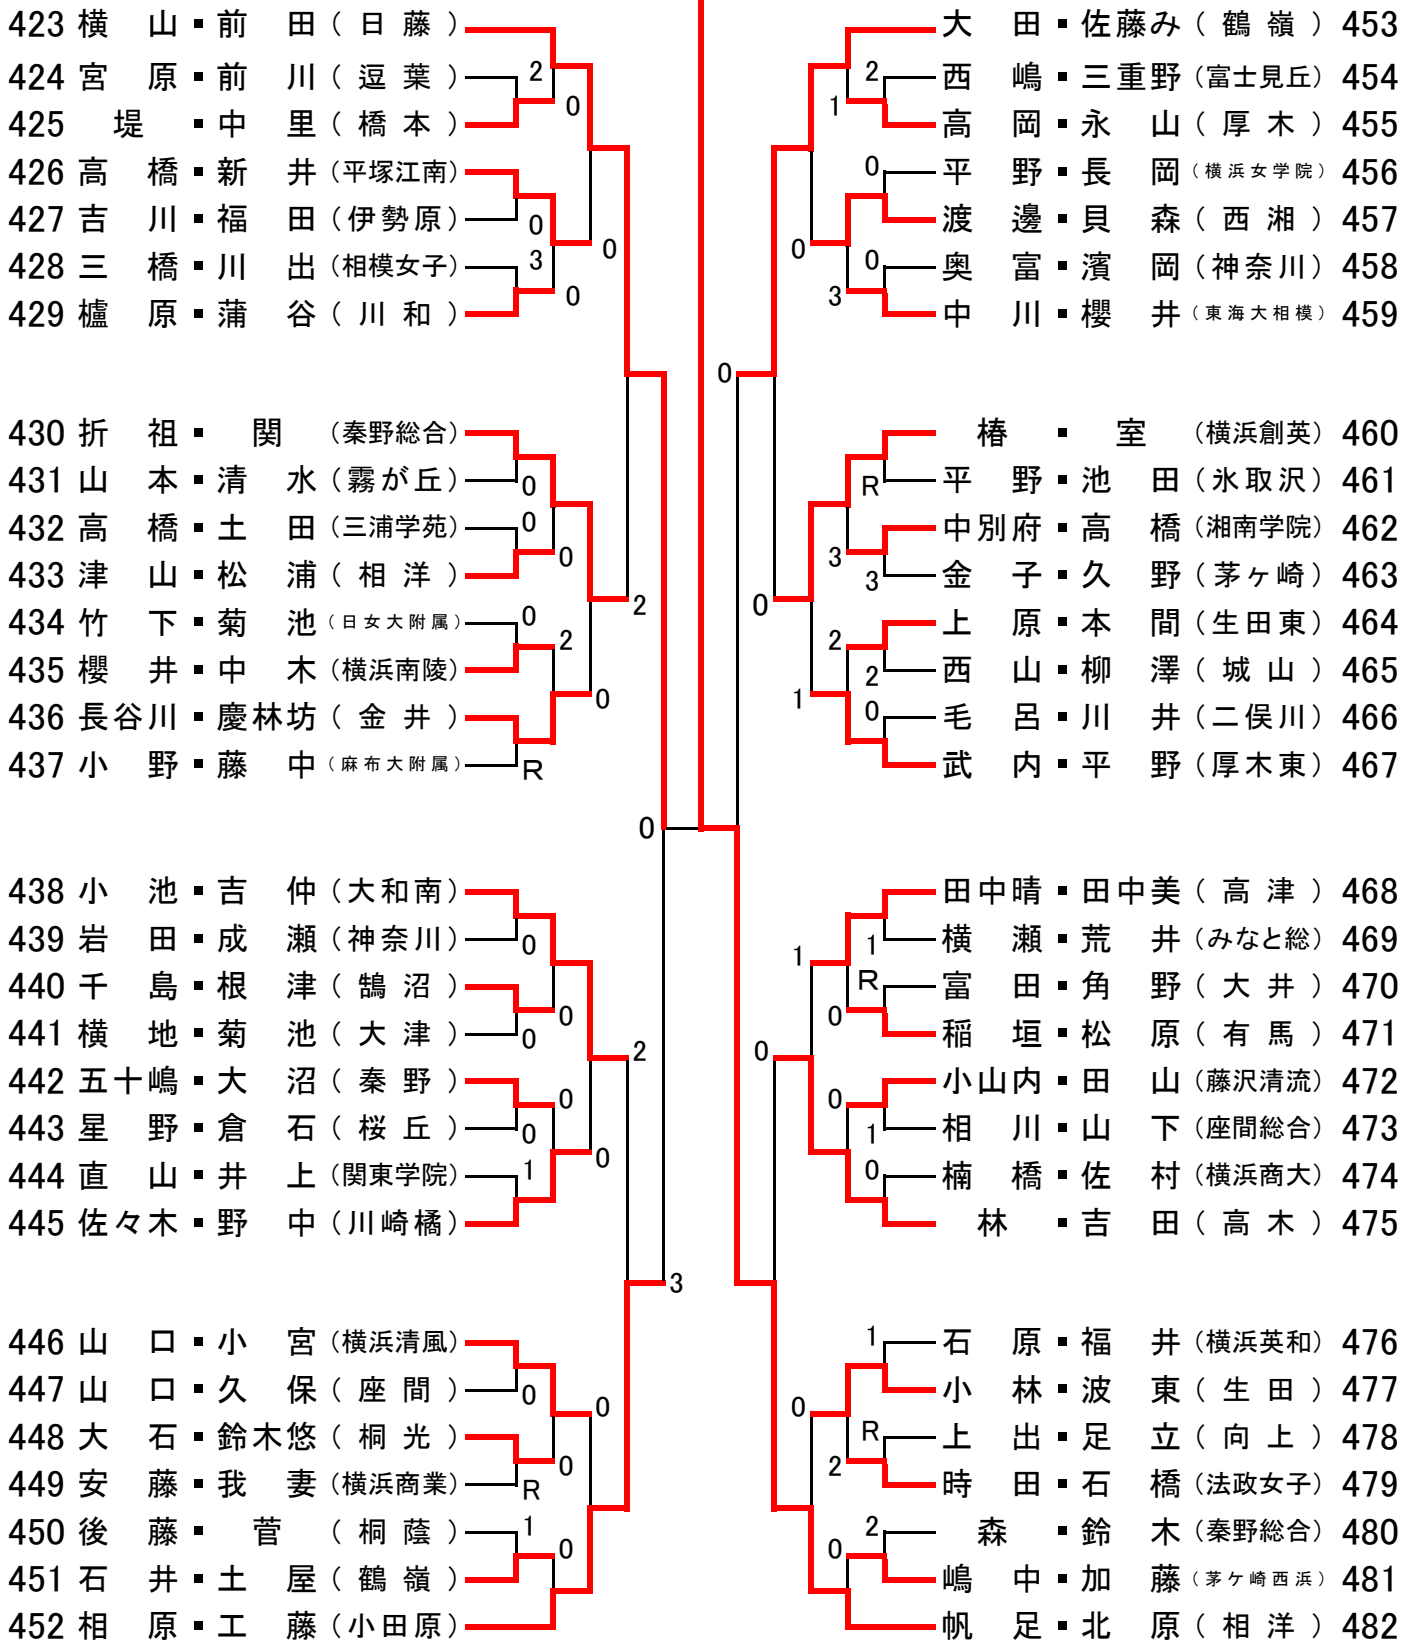 423 横 山・前 田(日 藤)
424 宮 原・前 川(逗 葉)
2
0
425 堤 ・中 里(橋 本)
426 高 橋・新 井(平塚江南)
427 吉 川・福 田(伊勢原)
0
0
428 三 橋・川 出(相模女子)
3
0
429 櫨 原・蒲 谷(川 和)
430 折 祖・ 関 (秦野総合)
431 山 本・清 水(霧が丘)
0
432 高 橋・土 田(三浦学苑)
0
0
433 津 山・松 浦(相 洋)
2
434 竹 下・菊 池(日女大附属)
0
2
435 櫻 井・中 木(横浜南陵)
0
436 長谷川・慶林坊(金 井)
437 小 野・藤 中(麻布大附属)
R
0
438 小 池・吉 仲(大和南)
439 岩 田・成 瀬(神奈川)
0
440 千 島・根 津(鵠 沼)
0
441 横 地・菊 池(大 津)
0
2
442 五十嶋・大 沼(秦 野)
0
443 星 野・倉 石(桜 丘)
0
0
444 直 山・井 上(関東学院)
1
445 佐々木・野 中(川崎橘)
3
446 山 口・小 宮(横浜清風)
447 山 口・久 保(座 間)
0
0
448 大 石・鈴木悠(桐 光)
0
449 安 藤・我 妻(横浜商業)
R
450 後 藤・ 菅 (桐 蔭)
1
0
451 石 井・土 屋(鶴 嶺)
452 相 原・工 藤(小田原)
大 田・佐藤み(鶴 嶺) 453
2
西 嶋・三重野(富士見丘) 454
1
高 岡・永 山(厚 木) 455
0
平 野・長 岡(横浜女学院) 456
渡 邊・貝 森(西 湘) 457
0
0
奥 富・濱 岡(神奈川) 458
3
中 川・櫻 井(東海大相模) 459
0
椿 ・ 室 (横浜創英) 460
R
平 野・池 田(氷取沢) 461
中別府・高 橋(湘南学院) 462
3
3
金 子・久 野(茅ヶ崎) 463
0
上 原・本 間(生田東) 464
2
2
西 山・柳 澤(城 山) 465
1
0
毛 呂・川 井(二俣川) 466
武 内・平 野(厚木東) 467
田中晴・田中美(高 津) 468
1
1
横 瀬・荒 井(みなと総) 469
R
富 田・角 野(大 井) 470
0
稲 垣・松 原(有 馬) 471
0
小山内・田 山(藤沢清流) 472
0
1
相 川・山 下(座間総合) 473
0
楠 橋・佐 村(横浜商大) 474
林 ・吉 田(高 木) 475
1
石 原・福 井(横浜英和) 476
小 林・波 東(生 田) 477
0
R
上 出・足 立(向 上) 478
2
時 田・石 橋(法政女子) 479
2
森 ・鈴 木(秦野総合) 480
0
嶋 中・加 藤(茅ケ崎西浜) 481
帆 足・北 原(相 洋) 482